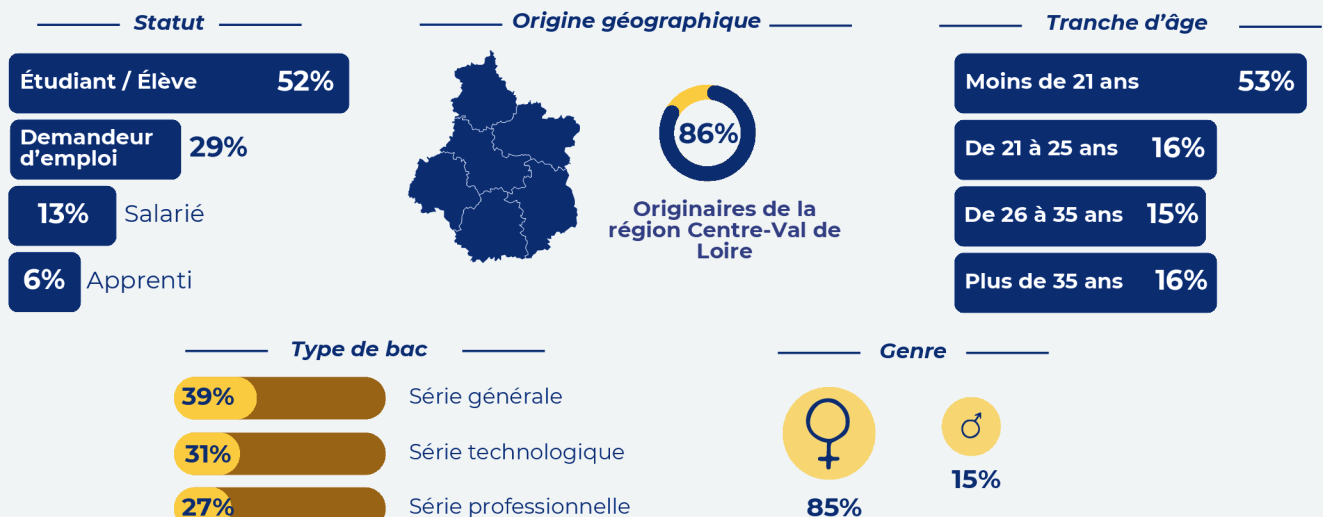 Statut
Étudiant / Élève 52%
Demandeur
d'emploi
29%
13% Salarié
6% Apprenti
Origine géographique
86%
Originaires de la
région Centre-Val de
Loire
Tranche d'âge
Moins de 21 ans 53%
De 21 à 25 ans 16%
De 26 à 35 ans 15%
Plus de 35 ans 16%
Type de bac
39% Série générale
31% Série technologique
27% Série professionnelle
Genre
85%
15%